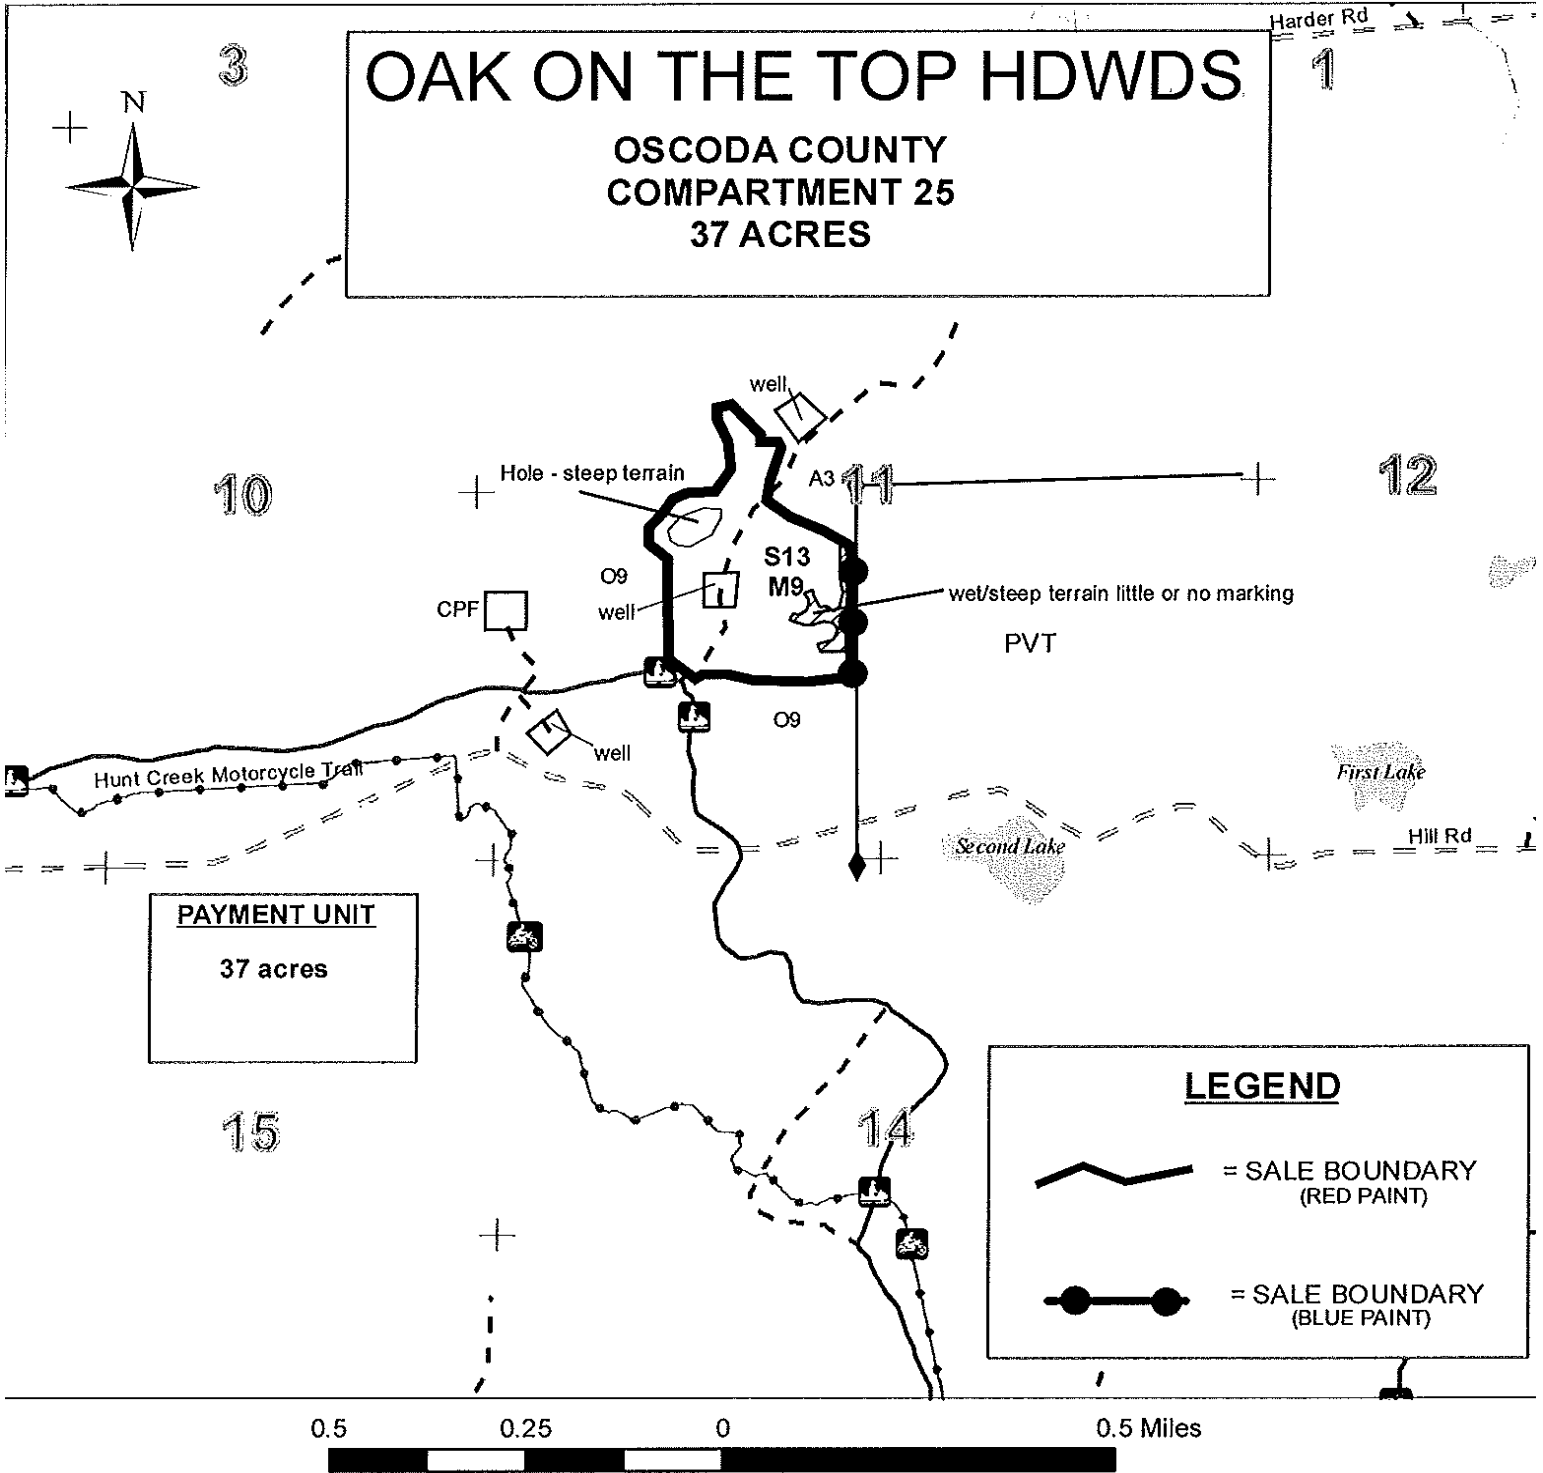 Harder Rd
3
1
N
OAK ON THE TOP HDWDS
OSCODA COUNTY
COMPARTMENT 25
37 ACRES
well
Hole - steep terrain
A3
10
11
12
S13
M9
O9
well
CPF
wet/steep terrain little or no marking
PVT
O9
well
Hunt Creek Motorcycle Trail
First Lake
Second Lake
Hill Rd
PAYMENT UNIT
37 acres
15
14
LEGEND
= SALE BOUNDARY
(RED PAINT)
= SALE BOUNDARY
(BLUE PAINT)
0.5 0.25 0 0.5 Miles